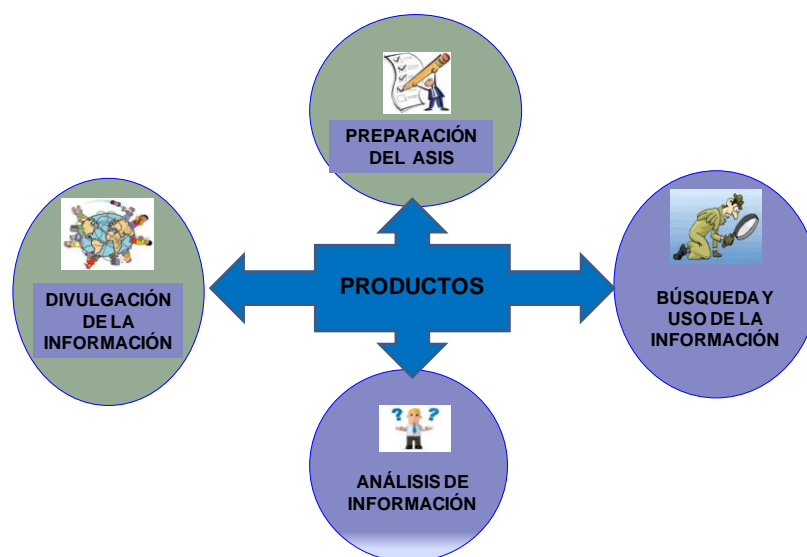 PREPARACIÓN
DEL ASIS
DIVULGACIÓN
DE LA
INFORMACIÓN
PRODUCTOS
BÚSQUEDA Y
USO DE LA
INFORMACIÓN
? ?
ANÁLISIS DE
INFORMACIÓN